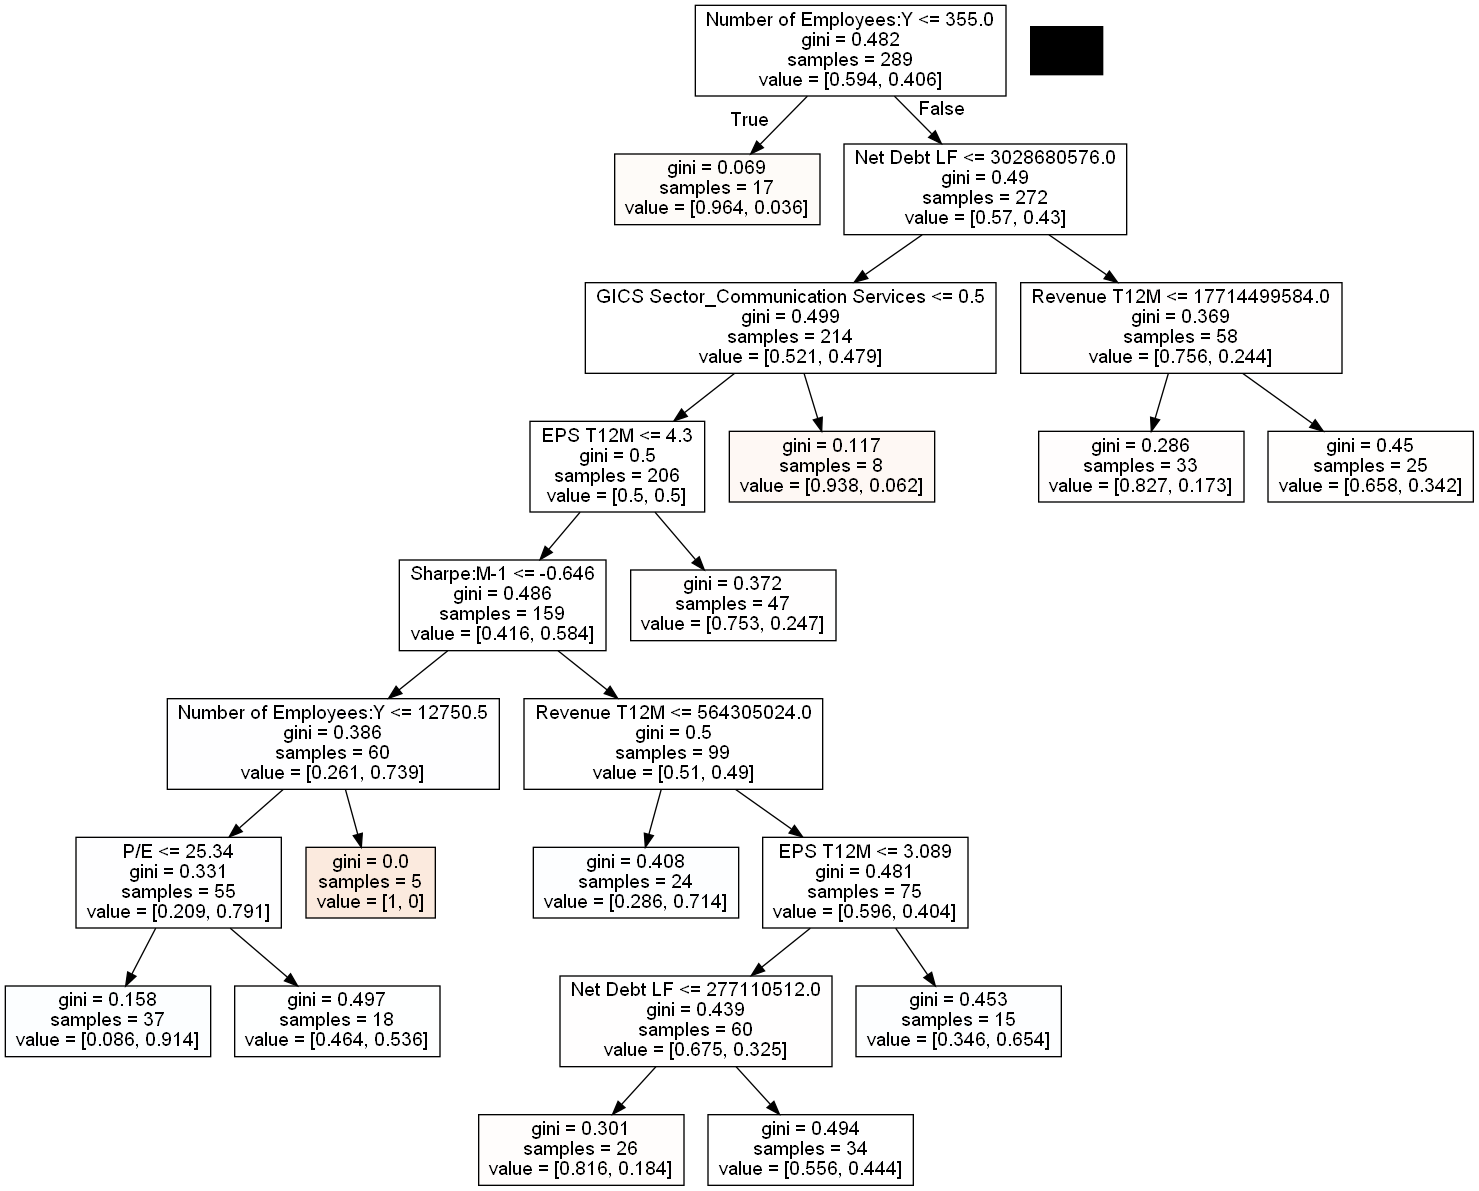 Number of Employees:Y <= 355.0
gini = 0.482
samples = 289
value = [0.594, 0.406]
True
False
gini = 0.069
samples = 17
value = [0.964, 0.036]
Net Debt LF <= 3028680576.0
gini = 0.49
samples = 272
value = [0.57, 0.43]
GICS Sector_Communication Services <= 0.5
gini = 0.499
samples = 214
value = [0.521, 0.479]
Revenue T12M <= 17714499584.0
gini = 0.369
samples = 58
value = [0.756, 0.244]
EPS T12M <= 4.3
gini = 0.5
samples = 206
value = [0.5, 0.5]
gini = 0.117
samples = 8
value = [0.938, 0.062]
gini = 0.286
samples = 33
value = [0.827, 0.173]
gini = 0.45
samples = 25
value = [0.658, 0.342]
Sharpe:M-1 <= -0.646
gini = 0.486
samples = 159
value = [0.416, 0.584]
gini = 0.372
samples = 47
value = [0.753, 0.247]
Number of Employees:Y <= 12750.5
gini = 0.386
samples = 60
value = [0.261, 0.739]
Revenue T12M <= 564305024.0
gini = 0.5
samples = 99
value = [0.51, 0.49]
P/E <= 25.34
gini = 0.331
samples = 55
value = [0.209, 0.791]
gini = 0.0
samples = 5
value = [1, 0]
gini = 0.408
samples = 24
value = [0.286, 0.714]
EPS T12M <= 3.089
gini = 0.481
samples = 75
value = [0.596, 0.404]
gini = 0.158
samples = 37
value = [0.086, 0.914]
gini = 0.497
samples = 18
value = [0.464, 0.536]
Net Debt LF <= 277110512.0
gini = 0.439
samples = 60
value = [0.675, 0.325]
gini = 0.453
samples = 15
value = [0.346, 0.654]
gini = 0.301
samples = 26
value = [0.816, 0.184]
gini = 0.494
samples = 34
value = [0.556, 0.444]